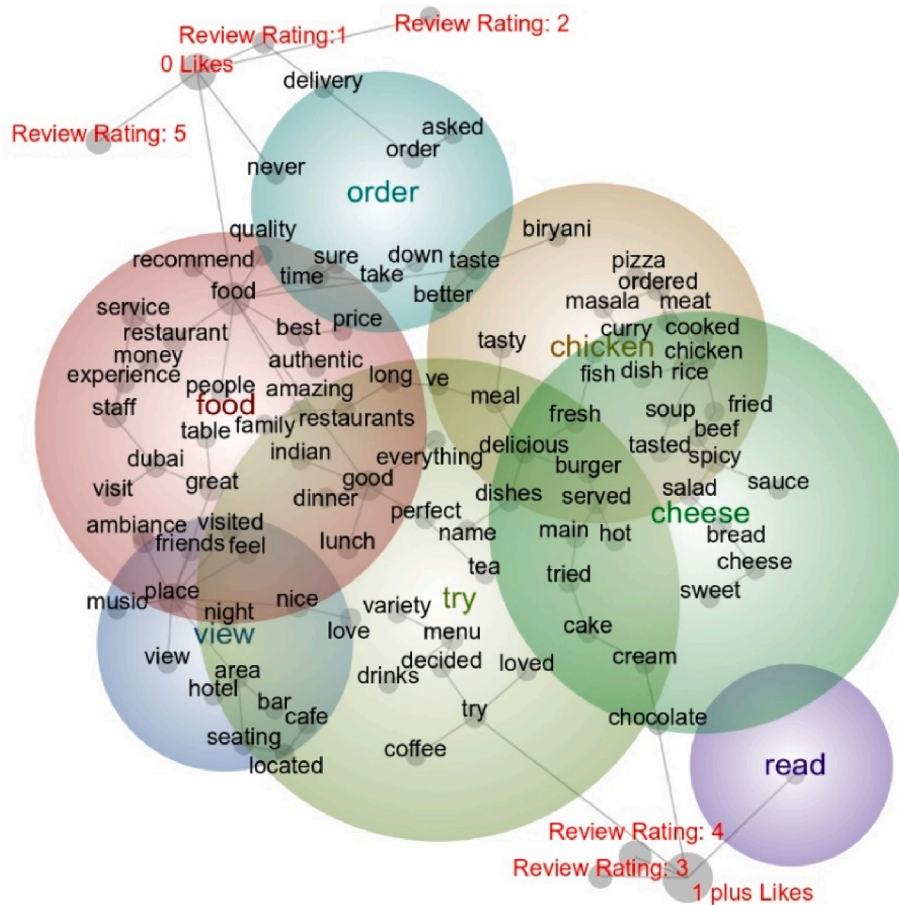 Review Rating:1
Review Rating: 2
0 Likes
delivery
Review Rating: 5
asked
order
never
order
quality
biryani
recommend
sure
down
taste
time
take
pizza
food
better
ordered
service
masala
meat
restaurant
best
price
curry
cooked
money
authentic
tasty
chicken
chicken
experience
people
amazing
long
ve
fish
dish
rice
staff
food
meal
table
family
restaurants
fresh
soup
fried
beef
dubai
indian
everything
delicious
tasted
spicy
visit
great
good
burger
dinner
dishes
served
salad
sauce
ambiance
visited
perfect
cheese
friends
feel
lunch
name
main
hot
bread
tea
tried
cheese
music
place
night
nice
variety
try
sweet
view
love
menu
cake
view
area
decided
loved
cream
hotel
drinks
bar
cafe
try
chocolate
seating
coffee
located
read
Review Rating: 4
Review Rating: 3
1 plus Likes